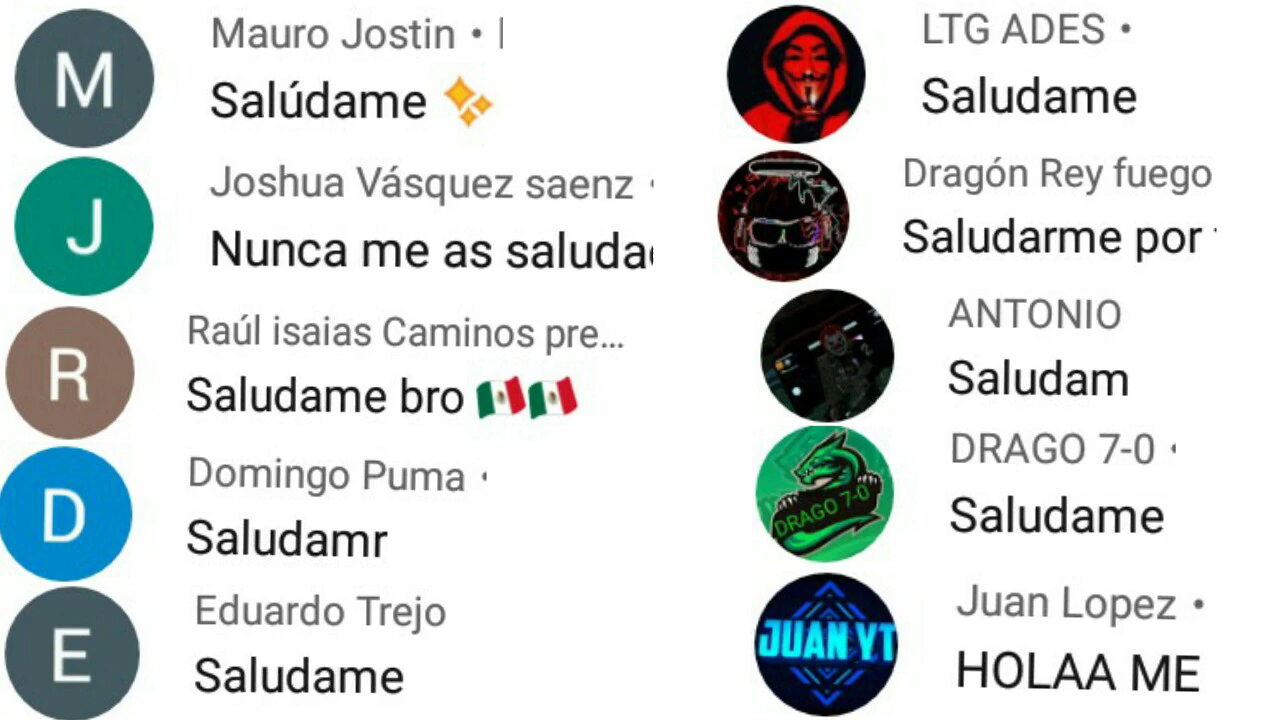 M
Mauro Jostin •
Salúdame ✨
J
Joshua Vásquez saenz
Nunca me as saluda
R
Raúl isaias Caminos pre...
Saludame bro 🇲🇽🇲🇽
D
Domingo Puma
Saludamr
E
Eduardo Trejo
Saludame
LTG ADES •
Saludame
Dragón Rey fuego
Saludarme por
ANTONIO
Saludam
DRAGO 7-0
DRAGO 7-0
Saludame
JUAN YT
Juan Lopez •
HOLAA ME